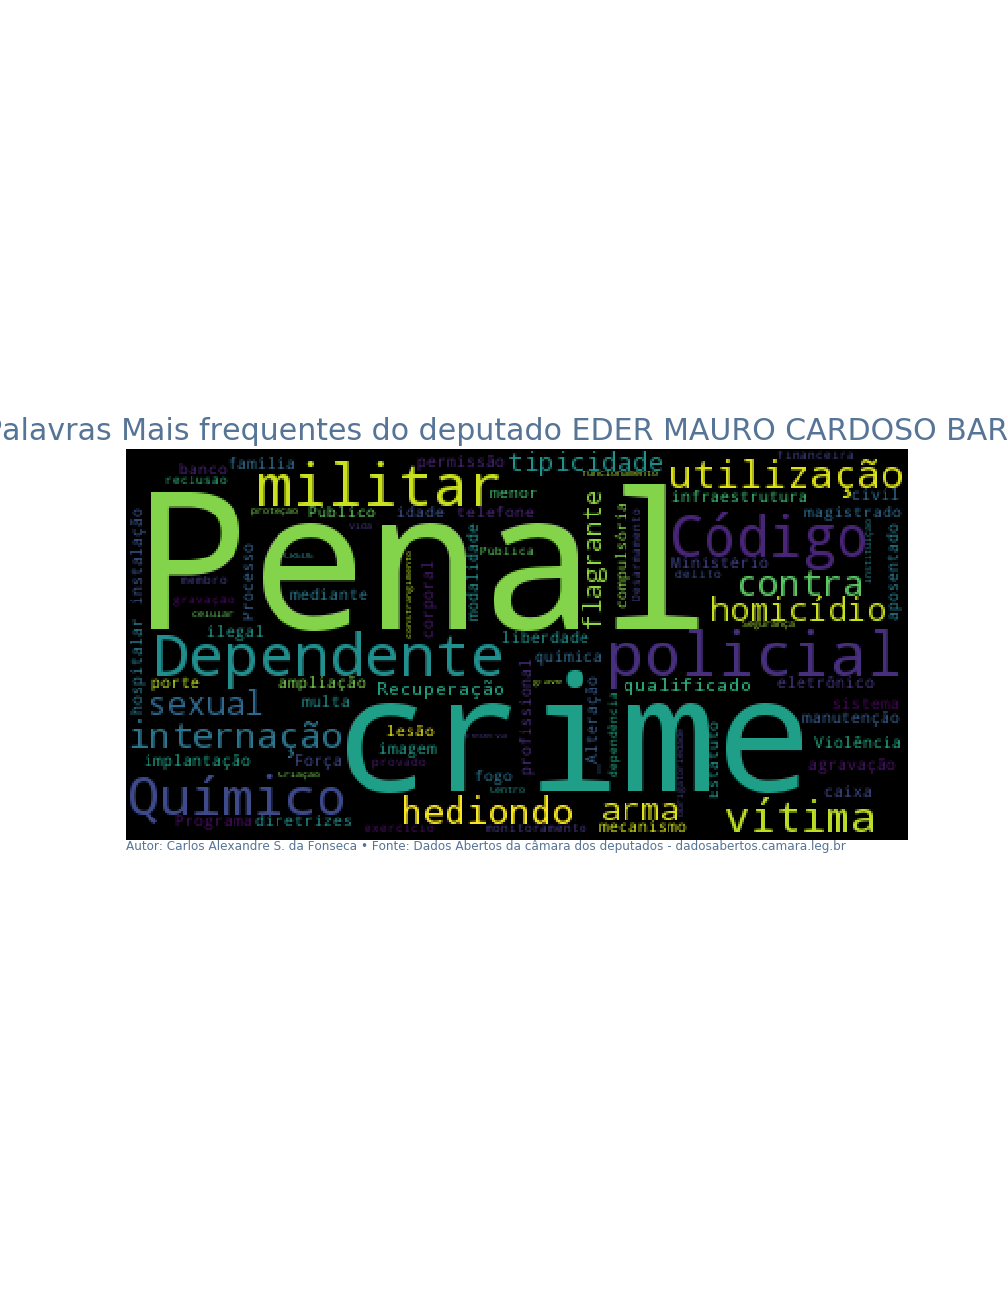 Palavras Mais frequentes do deputado EDER MAURO CARDOSO BAR
banco
família
permissão
tipicidade
financeira
reclusão
militar
funcionamento
utilização
menor
infraestrutura
civil
proteção
Público
idade
telefone
magistrado
vida
Penal
Código
flagrante
compulsória
Desarmamento
modalidade
Pública
instalação
Processo
constrangimento
corporal
Ministério
delito
instituição
aposentado
membro
mediante
contra
gravação
celular
homicídio
segurança
ilegal
liberdade
hospitalar
Dependente
química
policial
porte
ampliação
Recuperação
qualificado
eletrônico
sexual
multa
profissional
Alteração
dependência
sistema
manutenção
internação
lesão
crime
obrigatoriedade
Estatuto
Violência
imagem
implantação
Força
provado
agravação
Criação
fogo
Químico
Centro
caixa
hediondo
arma
vítima
Programa
diretrizes
exercício
monitoramento
mecanismo
Autor: Carlos Alexandre S. da Fonseca • Fonte: Dados Abertos da câmara dos deputados - dadosabertos.camara.leg.br